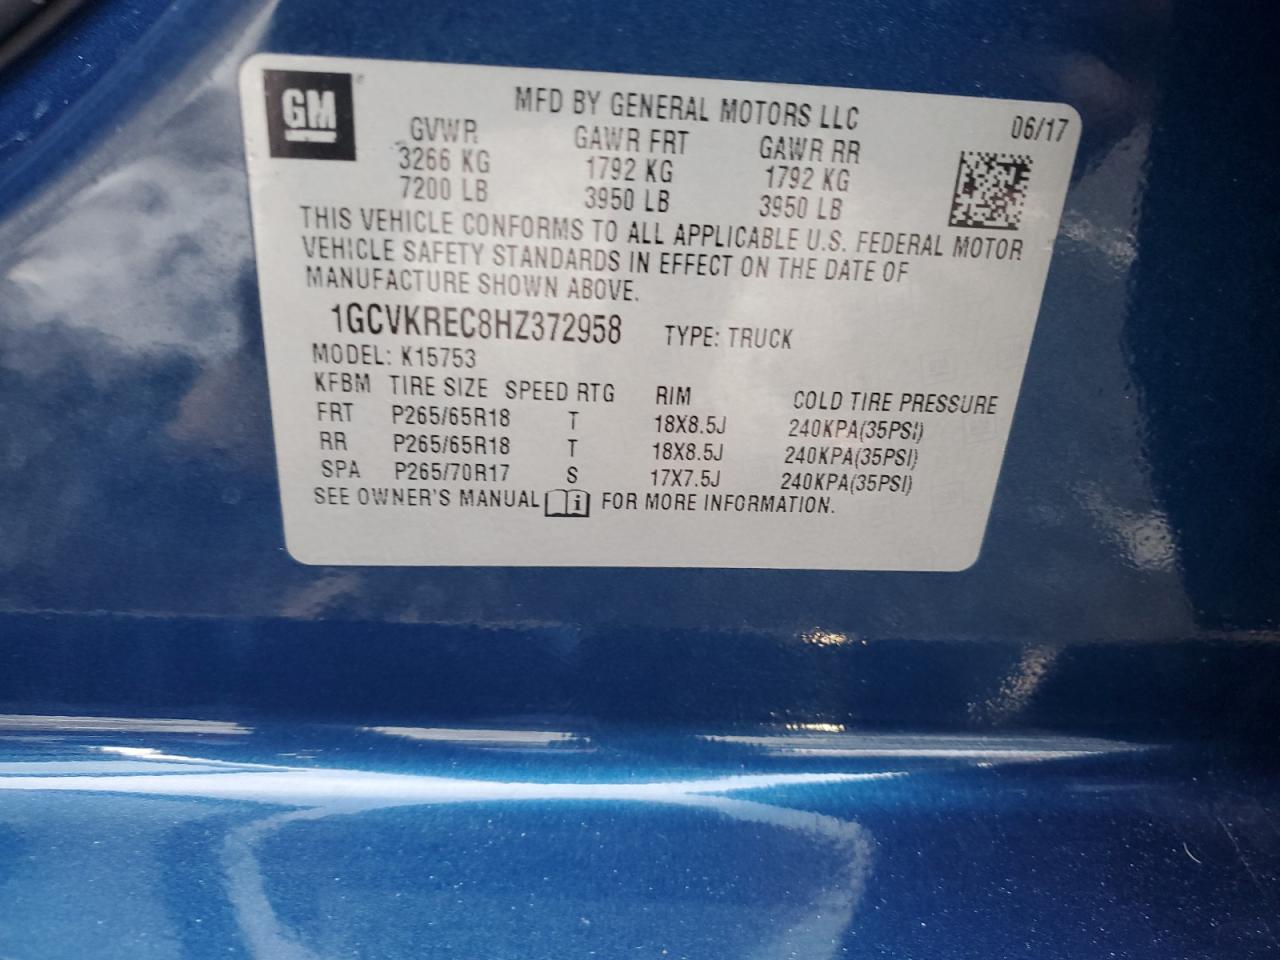 GM
MFD BY GENERAL MOTORS LLC 06/17
GVWR GAWR FRT GAWR RR
3266 KG 1792 KG 1792 KG
7200 LB 3950 LB 3950 LB
THIS VEHICLE CONFORMS TO ALL APPLICABLE U.S. FEDERAL MOTOR
VEHICLE SAFETY STANDARDS IN EFFECT ON THE DATE OF
MANUFACTURE SHOWN ABOVE.
1GCVKREC8HZ372958 TYPE: TRUCK
MODEL: K15753
KFBM TIRE SIZE SPEED RTG RIM COLD TIRE PRESSURE
FRT P265/65R18 T 18X8.5J 240KPA(35PSI)
RR P265/65R18 T 18X8.5J 240KPA(35PSI)
SPA P265/70R17 S 17X7.5J 240KPA(35PSI)
SEE OWNER'S MANUAL i FOR MORE INFORMATION.